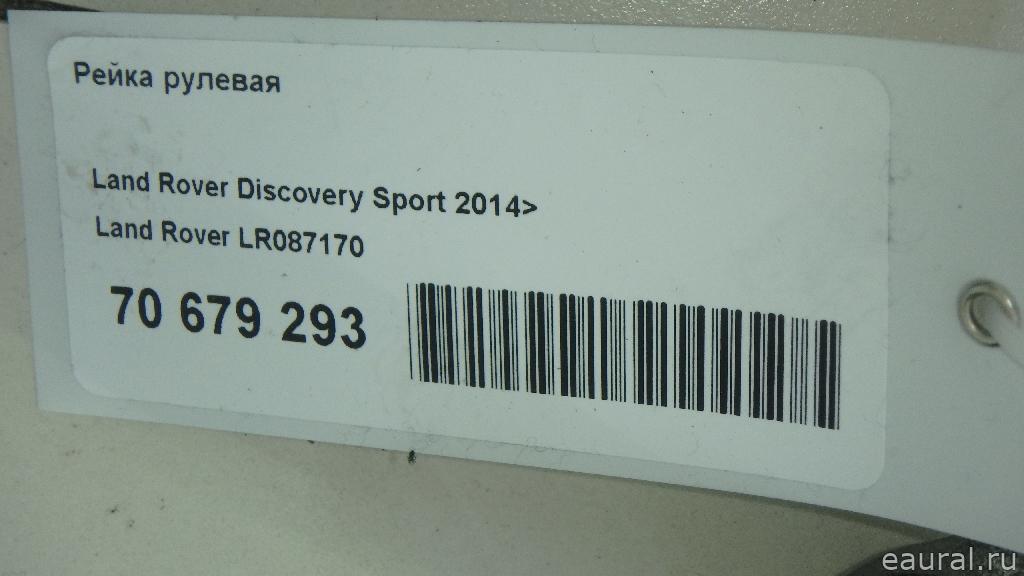 Рейка рулевая
Land Rover Discovery Sport 2014>
Land Rover LR087170
70 679 293
eaural.ru